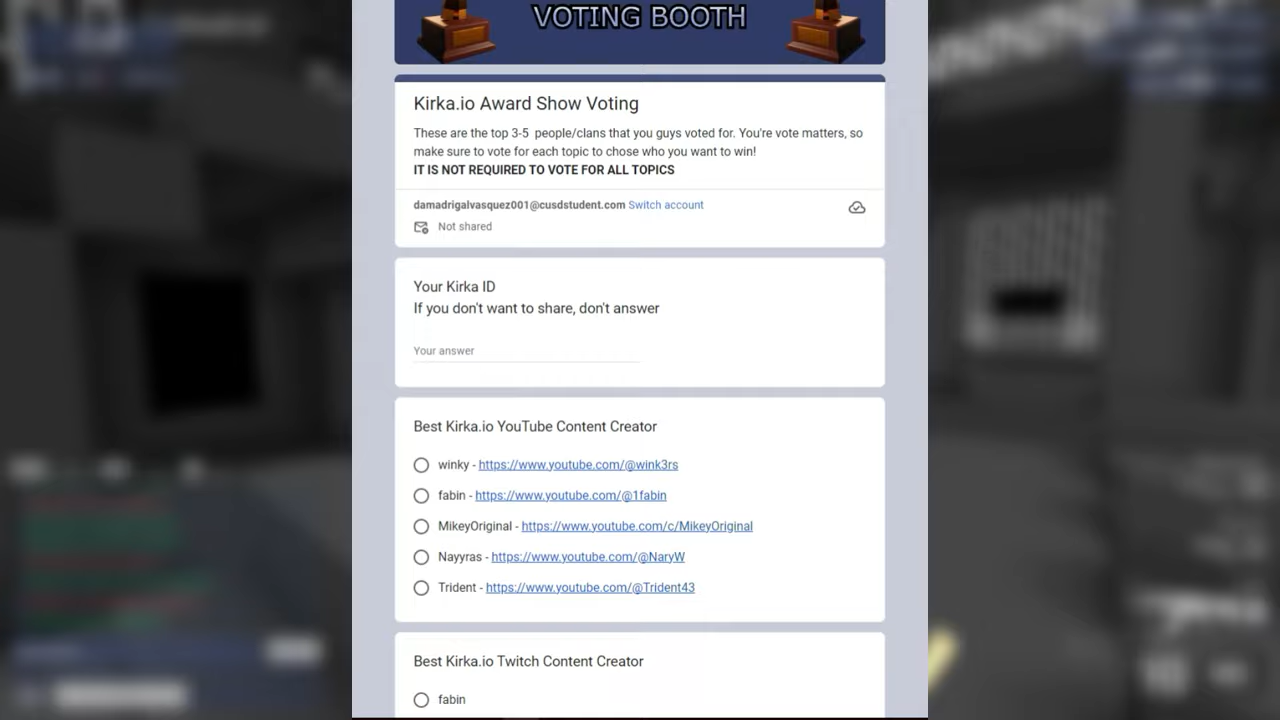 VOTING BOOTH
Kirka.io Award Show Voting
These are the top 3-5 people/clans that you guys voted for. You're vote matters, so
make sure to vote for each topic to chose who you want to win!
IT IS NOT REQUIRED TO VOTE FOR ALL TOPICS
damadrigalvasquez001@cusdstudent.com Switch account
Not shared
Your Kirka ID
If you don't want to share, don't answer
Your answer
Best Kirka.io YouTube Content Creator
winky - https://www.youtube.com/@wink3rs
fabin - https://www.youtube.com/@1fabin
MikeyOriginal - https://www.youtube.com/c/MikeyOriginal
Nayyras - https://www.youtube.com/@NaryW
Trident - https://www.youtube.com/@Trident43
Best Kirka.io Twitch Content Creator
fabin